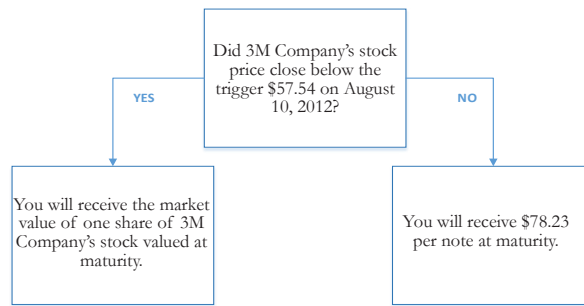 Did 3M Company's stock
price close below the
trigger $57.54 on August
10, 2012?
YES
NO
You will receive the market
value of one share of 3M
Company's stock valued at
maturity.
You will receive $78.23
per note at maturity.